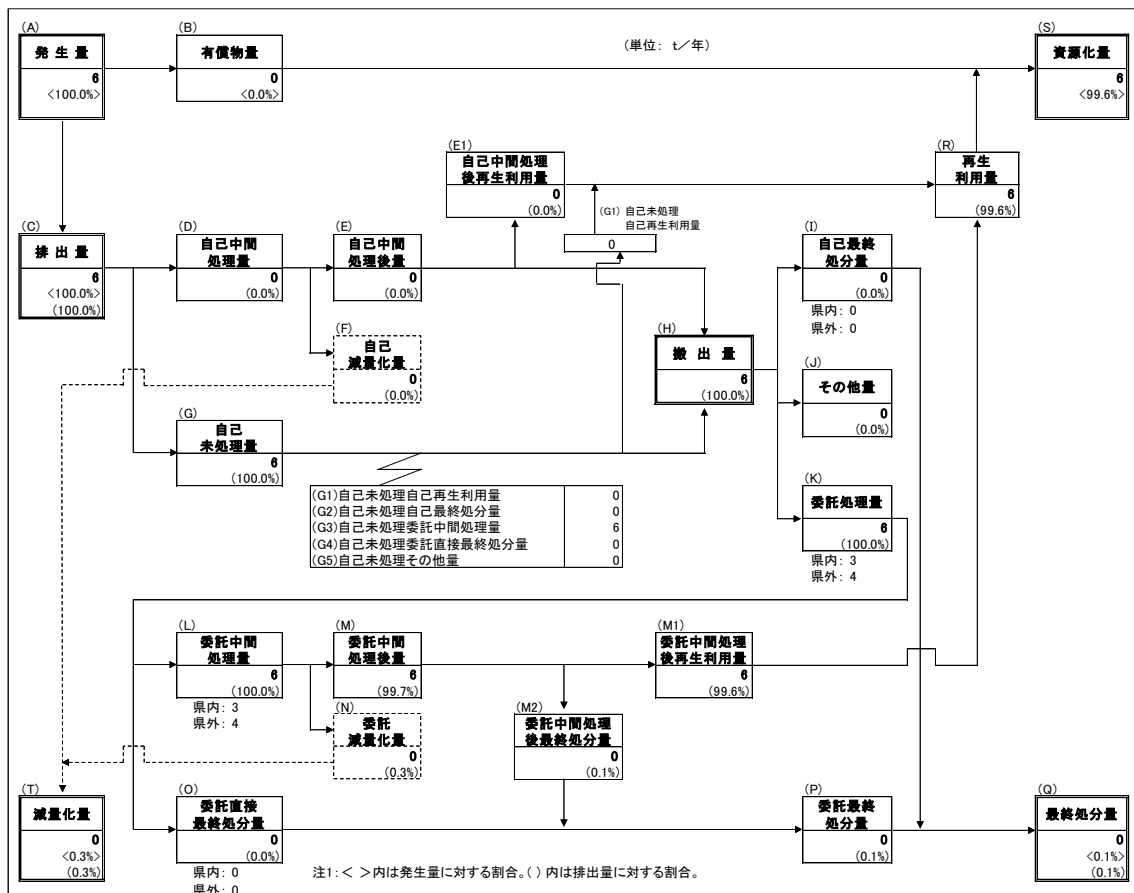 (A)
発 生 量
6
<100.0%>
(B)
有償物量
0
<0.0%>
(単位： t／年)
(S)
資源化量
6
<99.6%>
(E1)
自己中間処理
後再生利用量
0
(0.0%)
(G1) 自己未処理
自己再生利用量
0
(R)
再生
利用量
6
(99.6%)
(C)
排 出 量
6
<100.0%>
(100.0%)
(D)
自己中間
処理量
0
(0.0%)
(E)
自己中間
処理後量
0
(0.0%)
(I)
自己最終
処分量
0
(0.0%)
県内： 0
県外： 0
(F)
自己
減量化量
0
(0.0%)
(H)
搬 出 量
6
(100.0%)
(J)
その他量
0
(0.0%)
(G)
自己
未処理量
6
(100.0%)
(G1)自己未処理自己再生利用量 0
(G2)自己未処理自己最終処分量 0
(G3)自己未処理委託中間処理量 6
(G4)自己未処理委託直接最終処分量 0
(G5)自己未処理その他量 0
(K)
委託処理量
6
(100.0%)
県内： 3
県外： 4
(L)
委託中間
処理量
6
(100.0%)
県内： 3
県外： 4
(M)
委託中間
処理後量
6
(99.7%)
(M1)
委託中間処理
後再生利用量
6
(99.6%)
(N)
委託
減量化量
0
(0.3%)
(M2)
委託中間処理
後最終処分量
0
(0.1%)
(T)
減量化量
0
<0.3%>
(0.3%)
(O)
委託直接
最終処分量
0
(0.0%)
県内： 0
県外： 0
(P)
委託最終
処分量
0
(0.1%)
(Q)
最終処分量
0
<0.1%>
(0.1%)
注1：< >内は発生量に対する割合。( )内は排出量に対する割合。